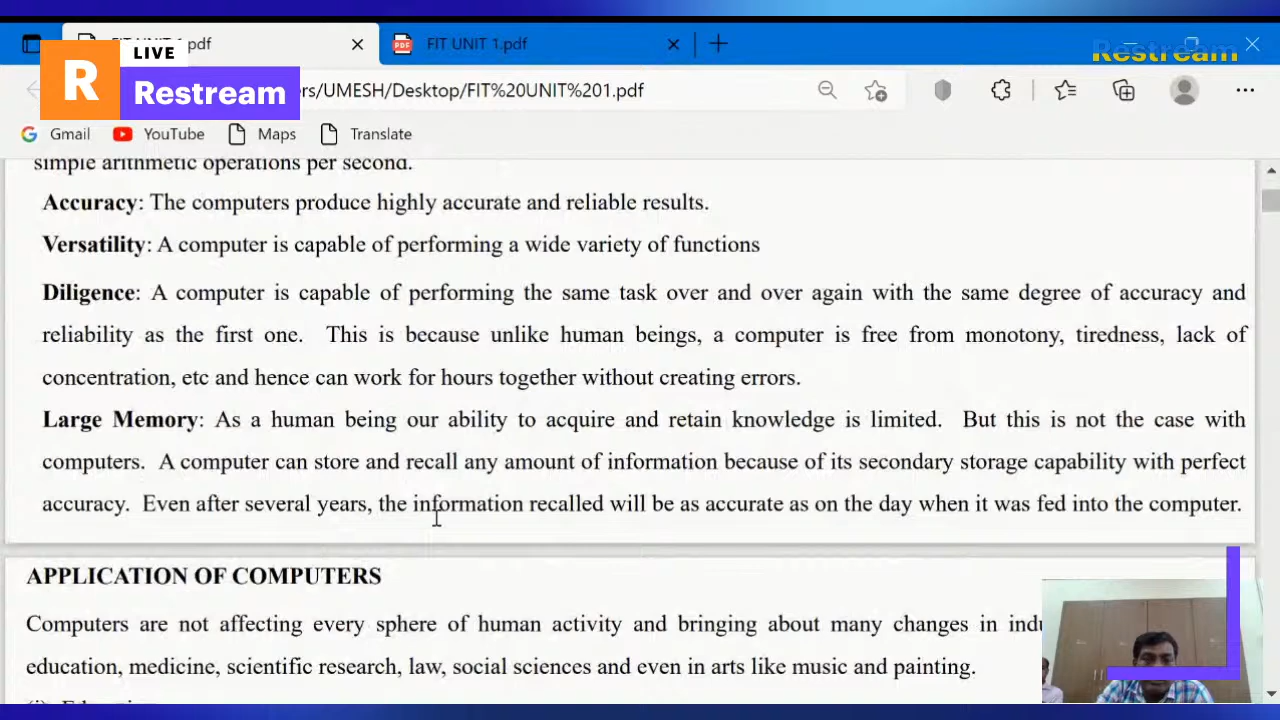 FIT UNIT 1.pdf
LIVE
Restream
R
Restream
rs/UMESH/Desktop/FIT%20UNIT%201.pdf
Gmail YouTube Maps Translate
simple arithmetic operations per second.
Accuracy: The computers produce highly accurate and reliable results.
Versatility: A computer is capable of performing a wide variety of functions
Diligence: A computer is capable of performing the same task over and over again with the same degree of accuracy and
reliability as the first one. This is because unlike human beings, a computer is free from monotony, tiredness, lack of
concentration, etc and hence can work for hours together without creating errors.
Large Memory: As a human being our ability to acquire and retain knowledge is limited. But this is not the case with
computers. A computer can store and recall any amount of information because of its secondary storage capability with perfect
accuracy. Even after several years, the information recalled will be as accurate as on the day when it was fed into the computer.
APPLICATION OF COMPUTERS
Computers are not affecting every sphere of human activity and bringing about many changes in
education, medicine, scientific research, law, social sciences and even in arts like music and painting.